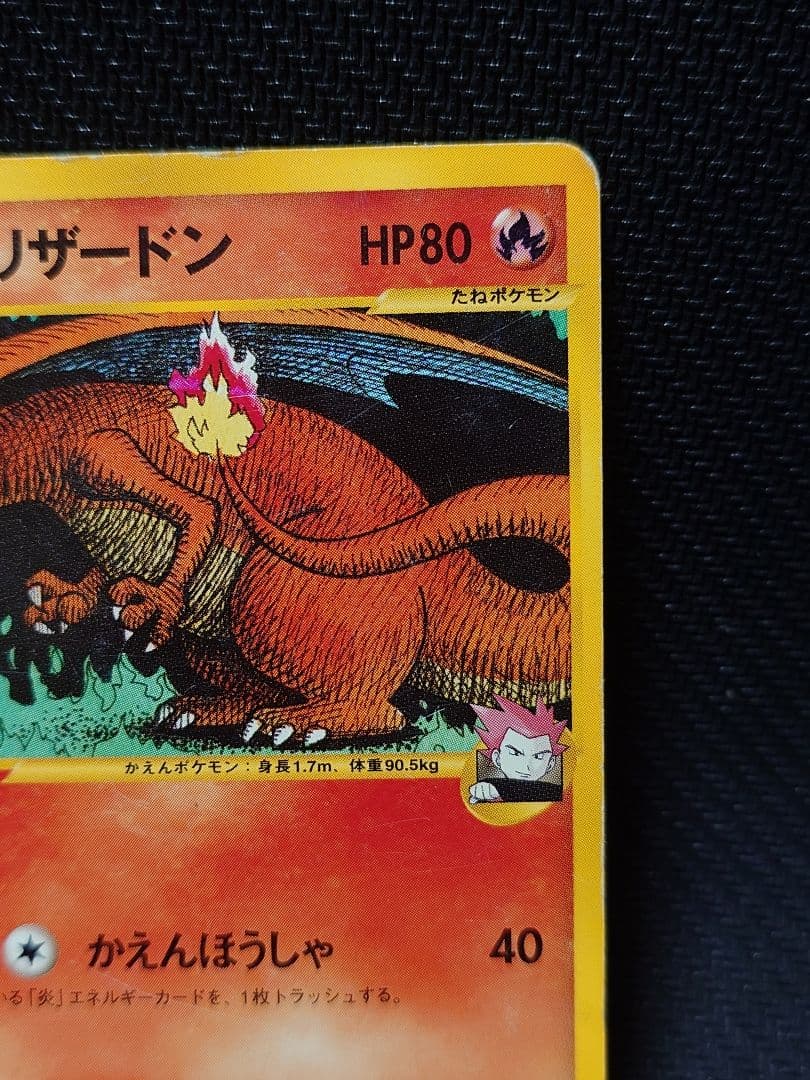 リザードン HP80
たねポケモン
かえんポケモン:身長1.7m、体重90.5kg
かえんほうしゃ 40
いる「炎」エネルギーカードを、1枚トラッシュする。